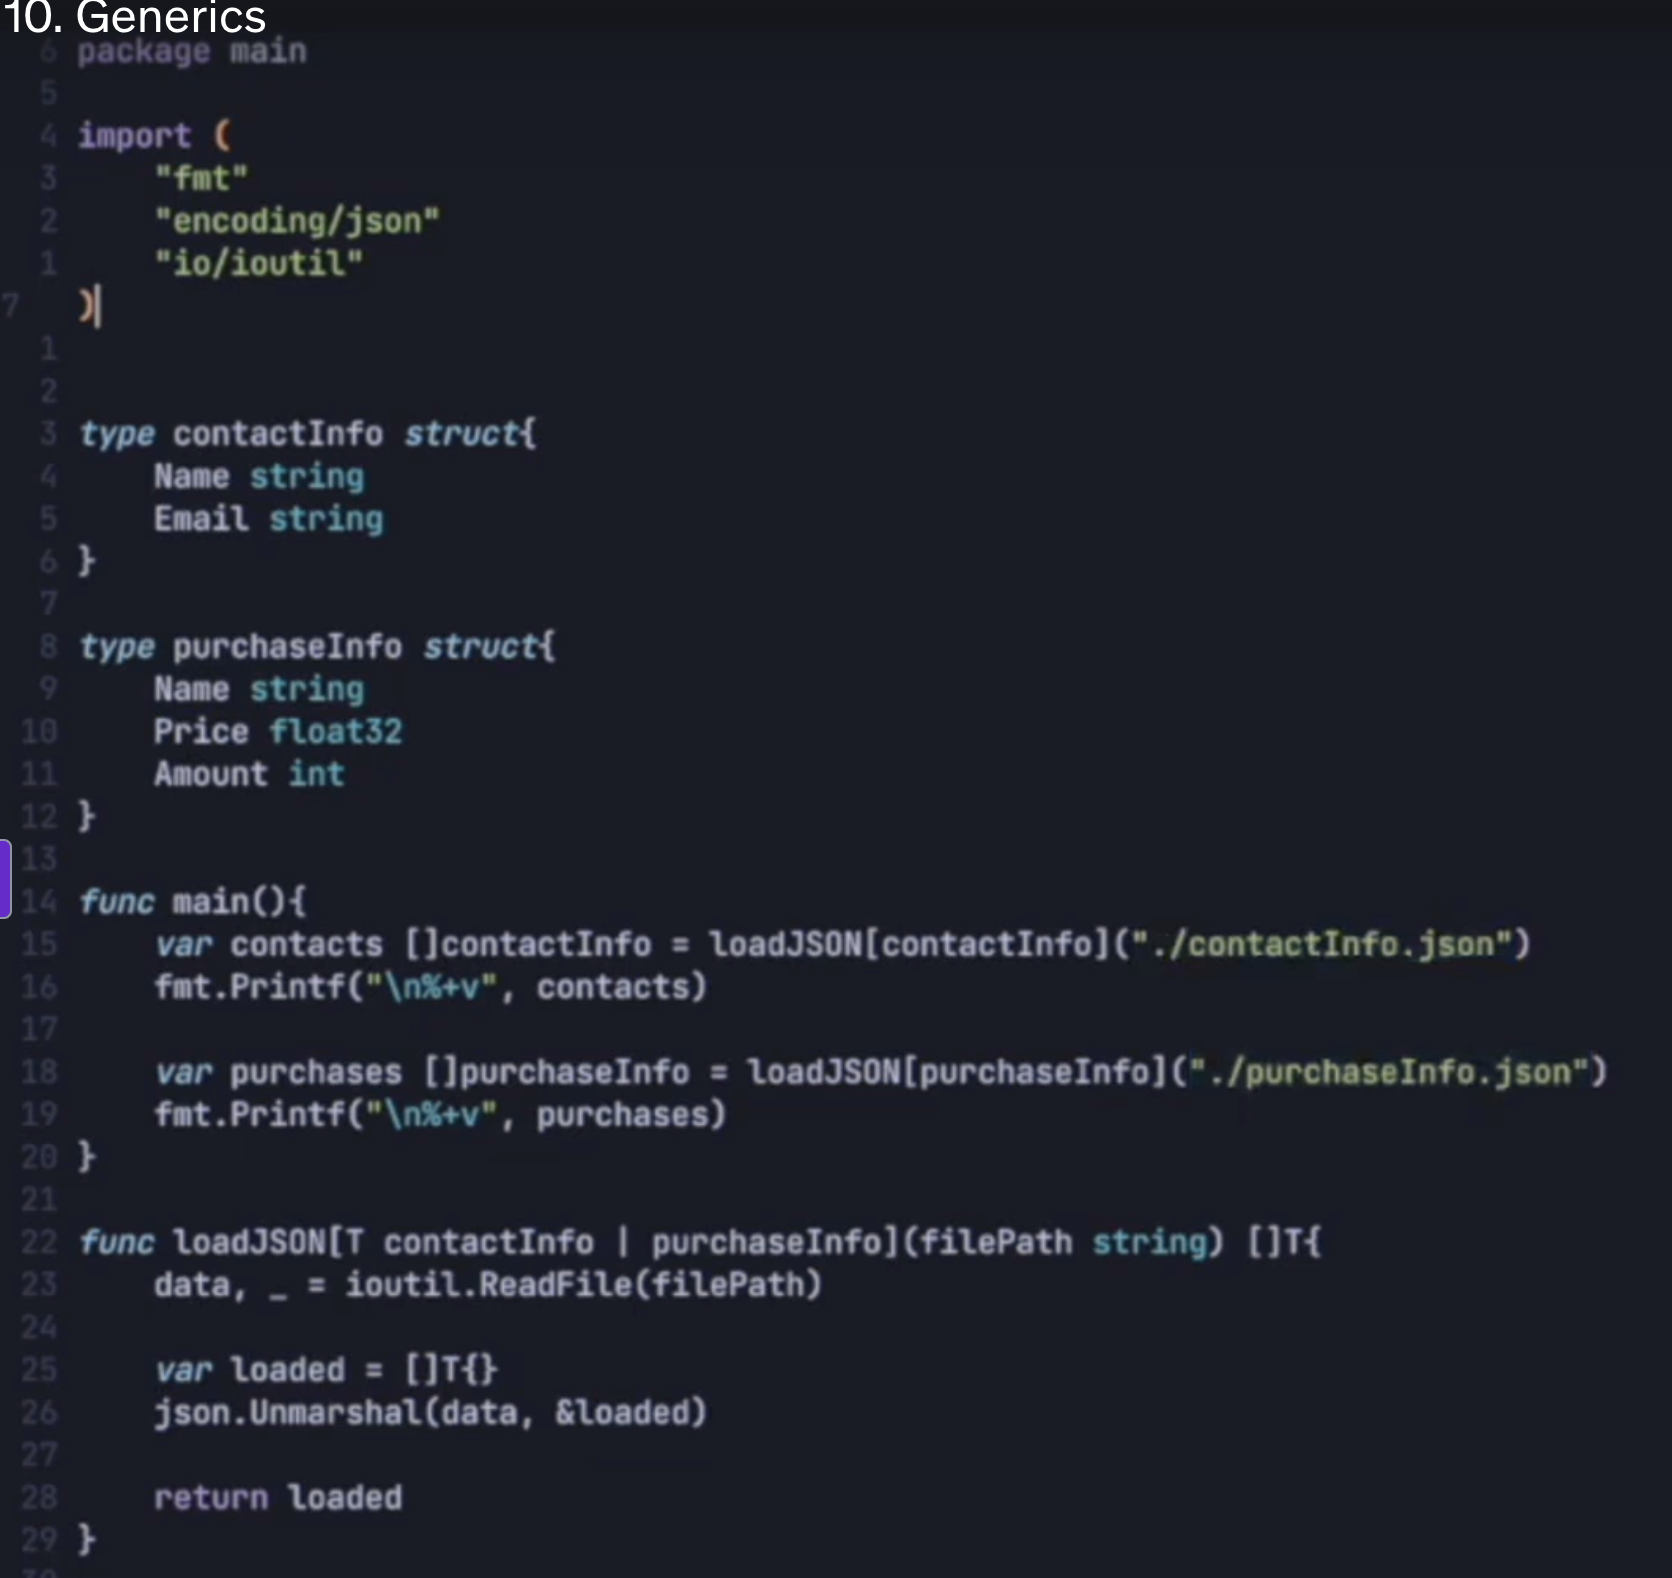 10. Generics
6 package main
5
4 import (
3     "fmt"
2     "encoding/json"
1     "io/ioutil"
7 )
1
2
3 type contactInfo struct{
4     Name string
5     Email string
6 }
7
8 type purchaseInfo struct{
9     Name string
10     Price float32
11     Amount int
12 }
13
14 func main(){
15     var contacts []contactInfo = loadJSON[contactInfo]("./contactInfo.json")
16     fmt.Printf("\n%+v", contacts)
17
18     var purchases []purchaseInfo = loadJSON[purchaseInfo]("./purchaseInfo.json")
19     fmt.Printf("\n%+v", purchases)
20 }
21
22 func loadJSON[T contactInfo | purchaseInfo](filePath string) []T{
23     data, _ = ioutil.ReadFile(filePath)
24
25     var loaded = []T{}
26     json.Unmarshal(data, &loaded)
27
28     return loaded
29 }
30